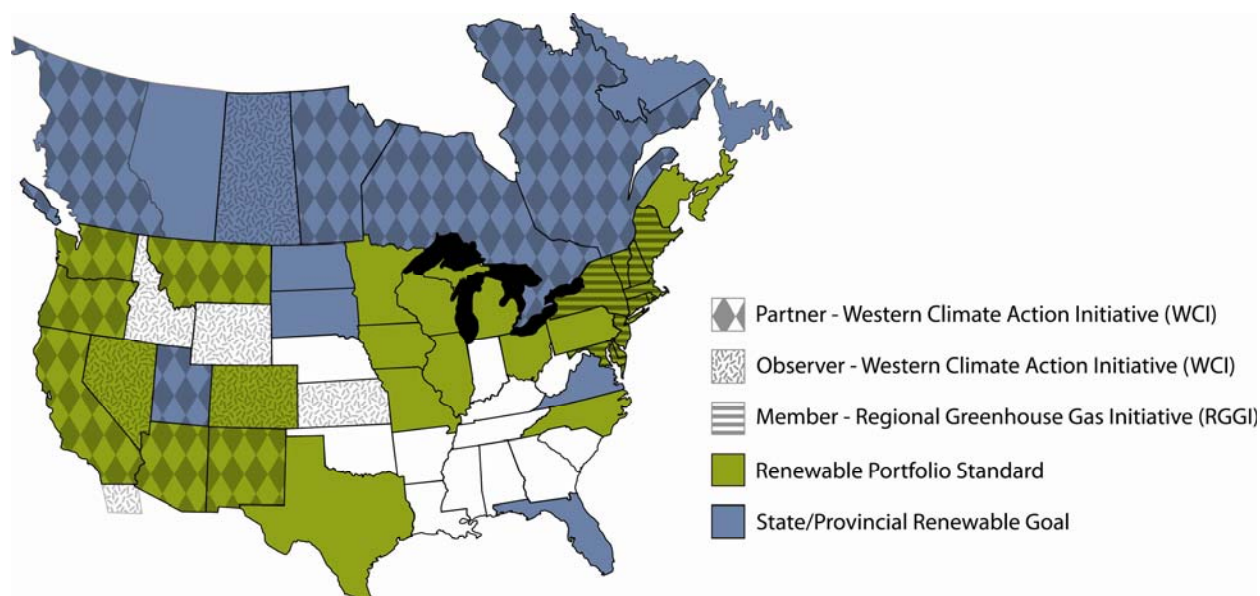 Partner - Western Climate Action Initiative (WCI)
Observer - Western Climate Action Initiative (WCI)
Member - Regional Greenhouse Gas Initiative (RGGI)
Renewable Portfolio Standard
State/Provincial Renewable Goal